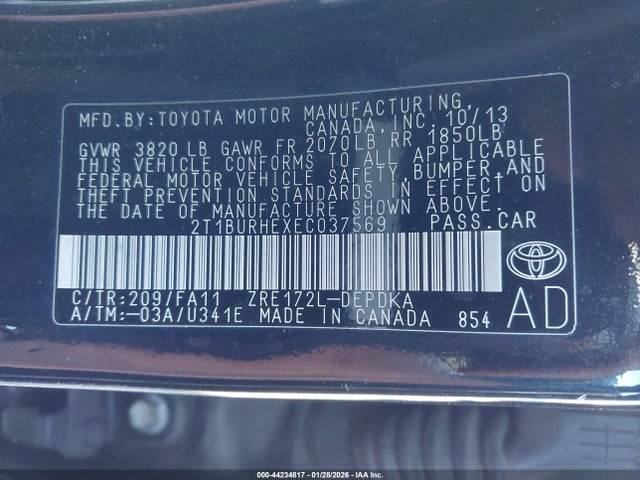 MFD.BY:TOYOTA MOTOR MANUFACTURING,
CANADA, INC. 10/13
GVWR 3820 LB GAWR FR 2070LB RR 1850LB
THIS VEHICLE CONFORMS TO ALL APPLICABLE
FEDERAL MOTOR VEHICLE SAFETY, BUMPER, AND
THEFT PREVENTION STANDARDS IN EFFECT ON
THE DATE OF MANUFACTURE SHOWN ABOVE.
2T1BURHEXEC037569 PASS.CAR
C/TR:209/FA11 ZRE172L-DEPDKA
A/TM:-03A/U341E MADE IN CANADA 854
AD
000-44234817 | 01/28/2026 | IAA Inc.